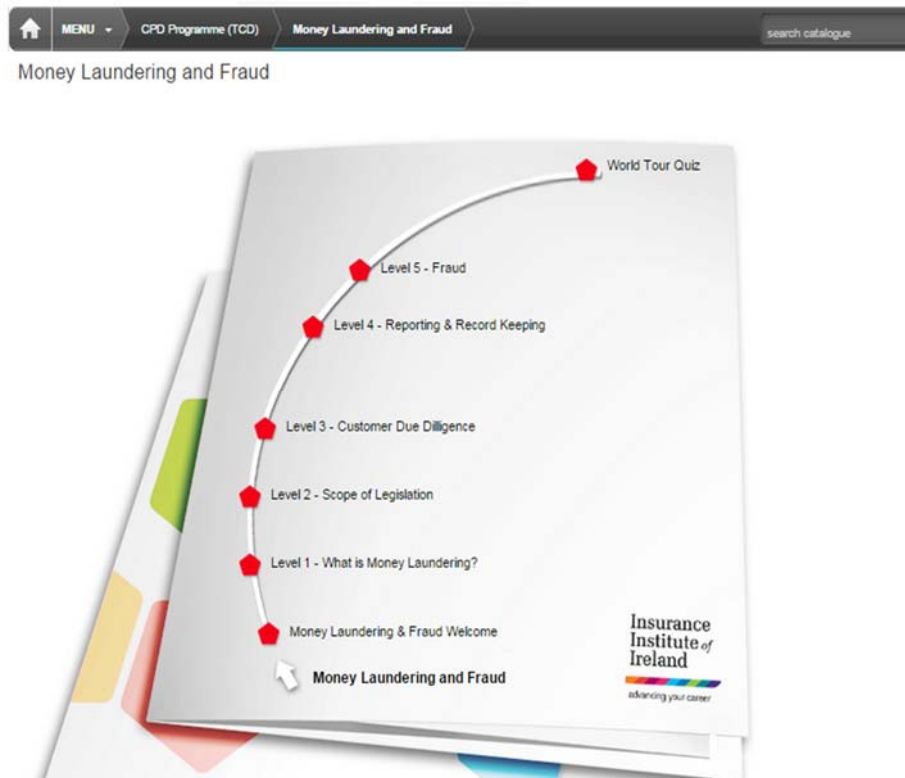 MENU
CPD Programme (TCD)
Money Laundering and Fraud
search catalogue
Money Laundering and Fraud
World Tour Quiz
Level 5 - Fraud
Level 4 - Reporting & Record Keeping
Level 3 - Customer Due Dilligence
Level 2 - Scope of Legislation
Level 1 - What is Money Laundering?
Money Laundering & Fraud Welcome
Money Laundering and Fraud
Insurance
Institute of
Ireland
advancing your career